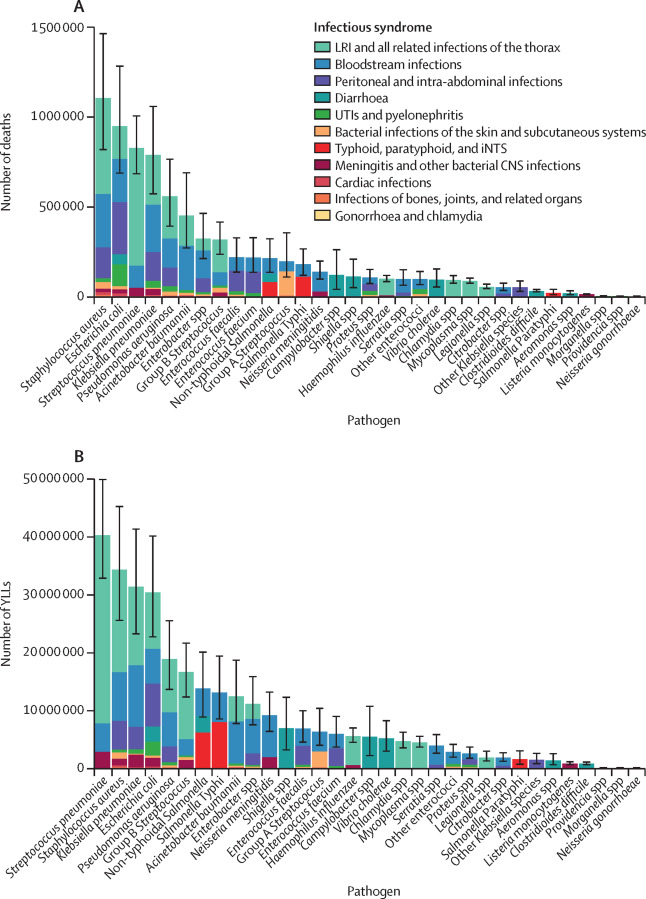 A
1500000
1000000
500000
0
Number of deaths
Infectious syndrome
LRI and all related infections of the thorax
Bloodstream infections
Peritoneal and intra-abdominal infections
Diarrhoea
UTIs and pyelonephritis
Bacterial infections of the skin and subcutaneous systems
Typhoid, paratyphoid, and iNTS
Meningitis and other bacterial CNS infections
Cardiac infections
Infections of bones, joints, and related organs
Gonorrhoea and chlamydia
Staphylococcus aureus
Escherichia coli
Streptococcus pneumoniae
Klebsiella pneumoniae
Pseudomonas aeruginosa
Acinetobacter baumannii
Enterobacter spp
Group B Streptococcus
Enterococcus faecalis
Enterococcus faecium
Non-typhoidal Salmonella
Group A Streptococcus
Salmonella Typhi
Neisseria meningitidis
Campylobacter spp
Shigella spp
Proteus spp
Haemophilus influenzae
Serratia spp
Other enterococci
Vibrio cholerae
Chlamydia spp
Mycoplasma spp
Legionella spp
Citrobacter spp
Other Klebsiella species
Clostridioides difficile
Salmonella Paratyphi
Aeromonas spp
Listeria monocytogenes
Morganella spp
Providencia spp
Neisseria gonorrhoeae
Pathogen
B
50000000
40000000
30000000
20000000
10000000
0
Number of YLLs
Streptococcus pneumoniae
Staphylococcus aureus
Klebsiella pneumoniae
Escherichia coli
Pseudomonas aeruginosa
Group B Streptococcus
Non-typhoidal Salmonella
Salmonella Typhi
Acinetobacter baumannii
Enterobacter spp
Neisseria meningitidis
Shigella spp
Enterococcus faecalis
Group A Streptococcus
Enterococcus faecium
Haemophilus influenzae
Campylobacter spp
Vibrio cholerae
Chlamydia spp
Mycoplasma spp
Serratia spp
Other enterococci
Proteus spp
Legionella spp
Citrobacter spp
Salmonella Paratyphi
Other Klebsiella species
Aeromonas spp
Listeria monocytogenes
Clostridioides difficile
Providencia spp
Morganella spp
Neisseria gonorrhoeae
Pathogen